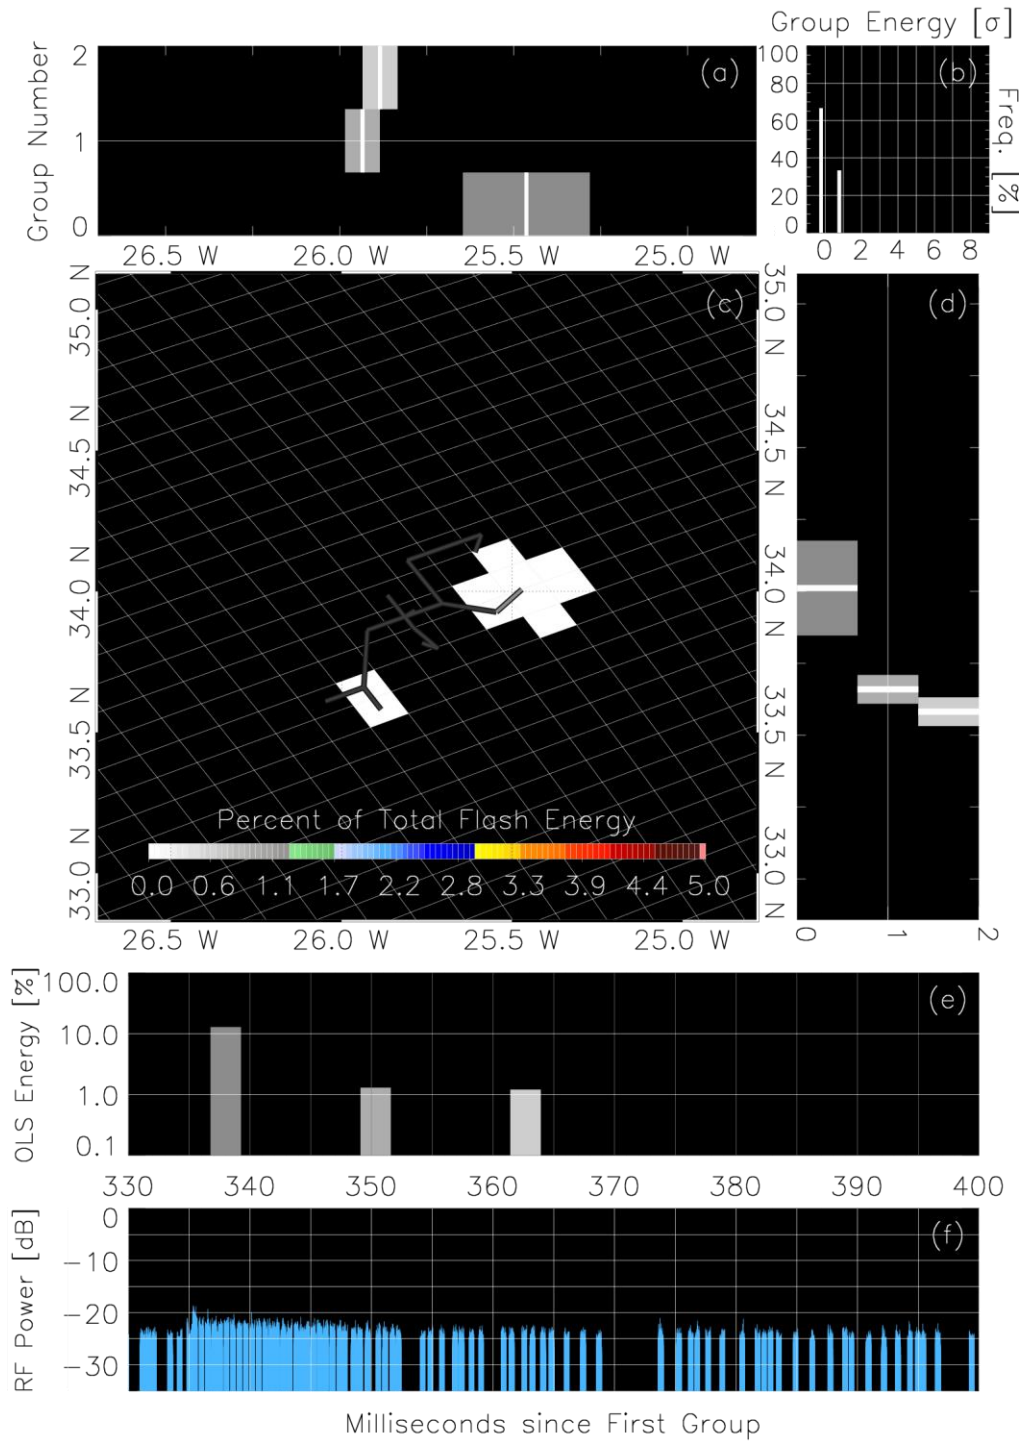 Group Energy [σ]
Group Number
2
1
0
(a)
26.5 W 26.0 W 25.5 W 25.0 W
100
80
60
40
20
0
(b)
Freq. [%]
0 2 4 6 8
35.0 N
34.5 N
34.0 N
33.5 N
33.0 N
(c)
Percent of Total Flash Energy
0.0 0.6 1.1 1.7 2.2 2.8 3.3 3.9 4.4 5.0
26.5 W 26.0 W 25.5 W 25.0 W
35.0 N
34.5 N
34.0 N
33.5 N
33.0 N
(d)
0 1 2
OLS Energy [%]
100.0
10.0
1.0
0.1
(e)
330 340 350 360 370 380 390 400
RF Power [dB]
0
−10
−20
−30
(f)
Milliseconds since First Group